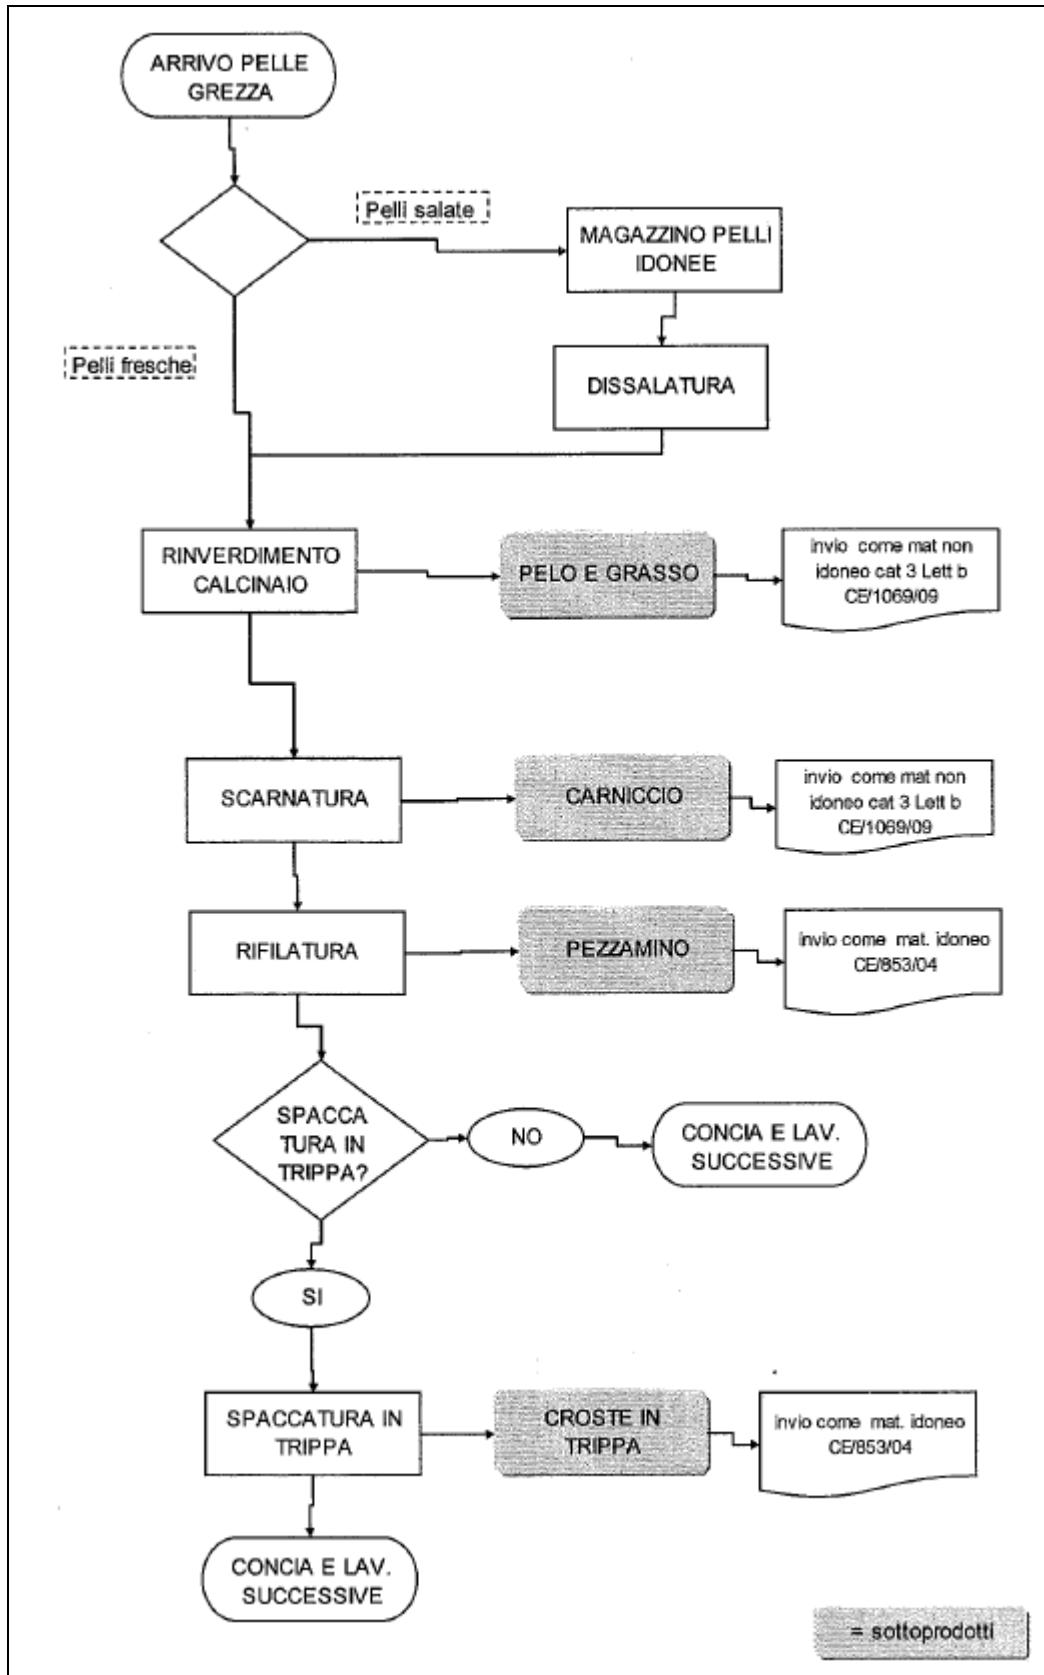 ARRIVO PELLE
GREZZA
Pelli salate
MAGAZZINO PELLI
IDONEE
Pelli fresche
DISSALATURA
RINVERDIMENTO
CALCINAIO
PELO E GRASSO
invio come mat non
idoneo cat 3 Lett b
CE/1069/09
SCARNATURA
CARNICCIO
invio come mat non
idoneo cat 3 Lett b
CE/1069/09
RIFILATURA
PEZZAMINO
invio come mat. idoneo
CE/853/04
SPACCA
TURA IN
TRIPPA?
NO
CONCIA E LAV.
SUCCESSIVE
SI
SPACCATURA IN
TRIPPA
CROSTE IN
TRIPPA
invio come mat. idoneo
CE/853/04
CONCIA E LAV.
SUCCESSIVE
= sottoprodotti